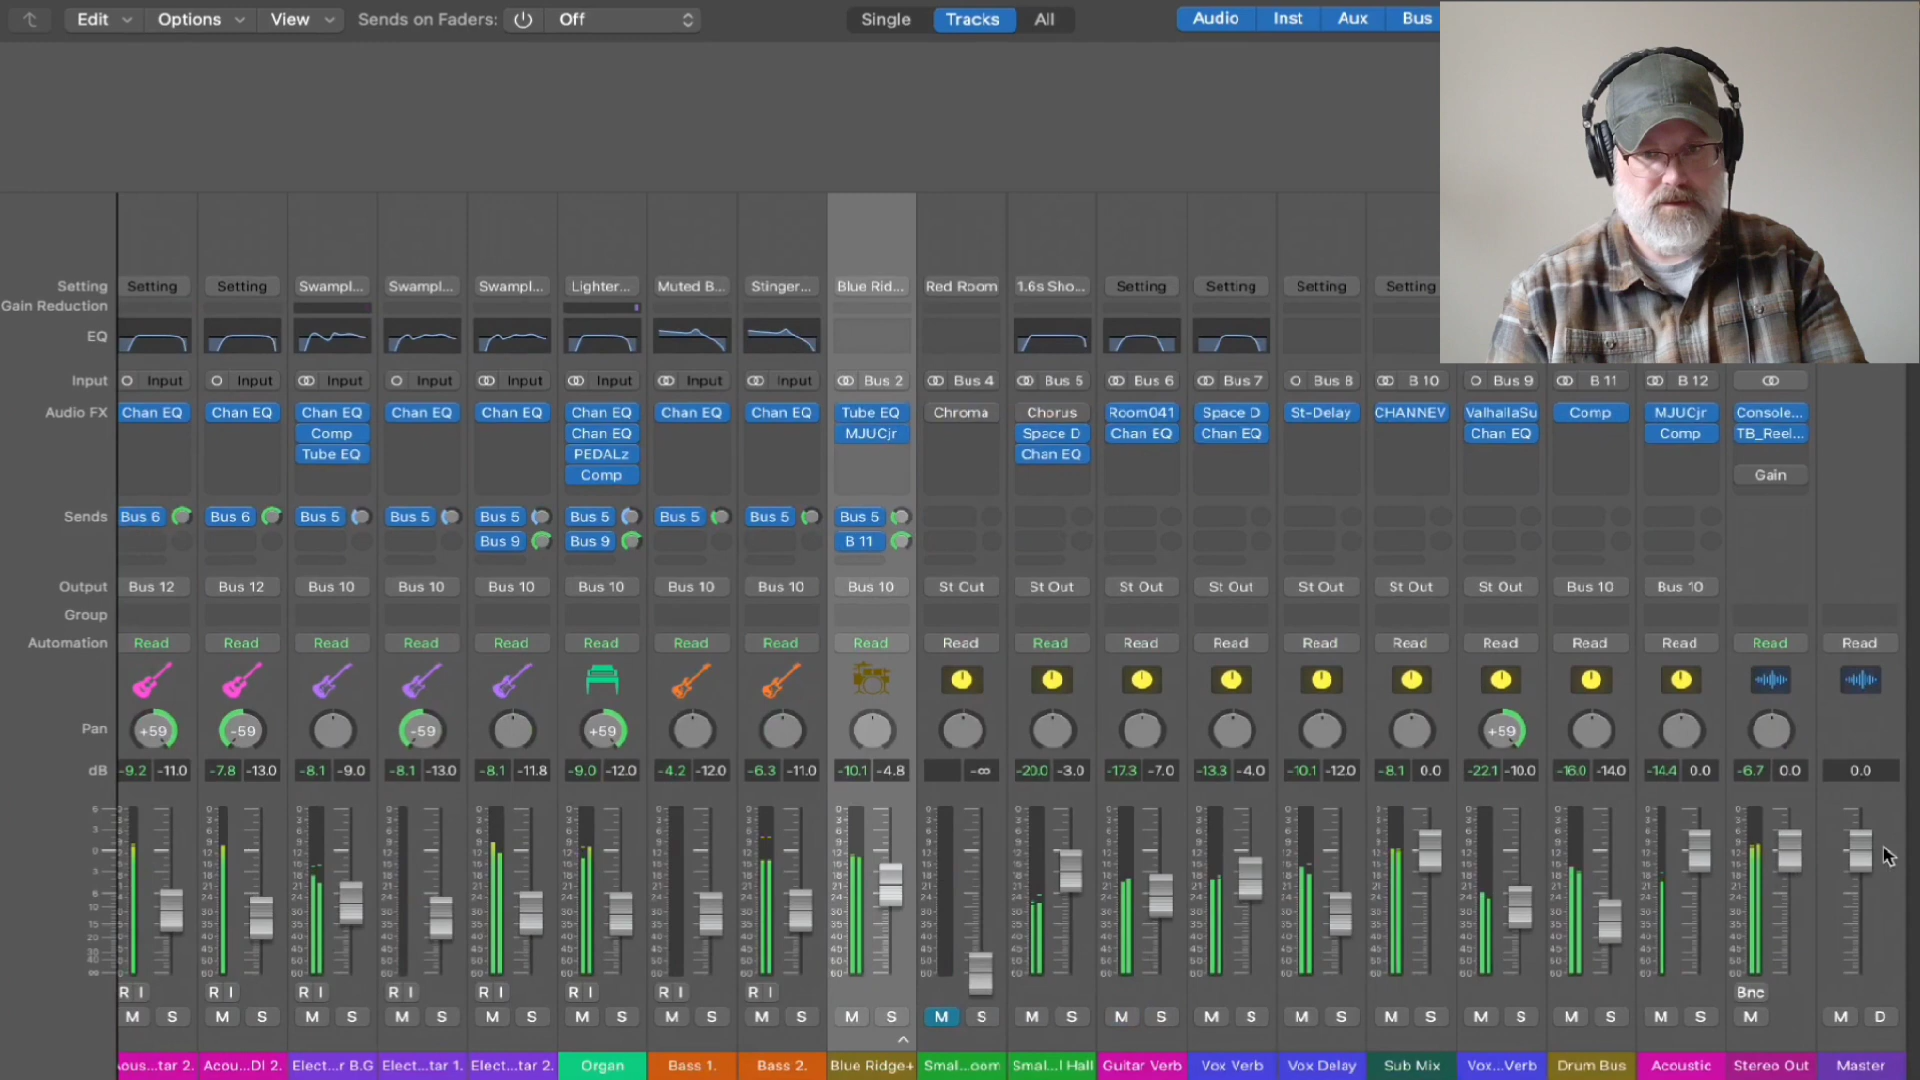 Edit Options View Sends on Faders: Off Single Tracks All Audio Inst Aux Bus
Setting Setting Setting Swampl... Swampl... Swampl... Lighter... Muted B... Stinger... Blue Rid... Red Room 1.6s Sho... Setting Setting Setting Setting
Gain Reduction
EQ
Input Input Input Input Input Input Input Input Input Bus 2 Bus 4 Bus 5 Bus 6 Bus 7 Bus 8 B 10 Bus 9 B 11 B 12
Audio FX Chan EQ Chan EQ Chan EQ Chan EQ Chan EQ Chan EQ Chan EQ Chan EQ Tube EQ Chroma Chorus Room041 Space D St-Delay CHANNEV ValhallaSu Comp MJUCjr Console...
Comp Chan EQ MJUCjr Space D Chan EQ Chan EQ Chan EQ Comp TB_Reel...
Tube EQ PEDALz Chan EQ
Comp Gain
Sends Bus 6 Bus 6 Bus 5 Bus 5 Bus 5 Bus 5 Bus 5 Bus 5 Bus 5
Bus 9 Bus 9 B 11
Output Bus 12 Bus 12 Bus 10 Bus 10 Bus 10 Bus 10 Bus 10 Bus 10 Bus 10 St Out St Out St Out St Out St Out St Out St Out Bus 10 Bus 10
Group
Automation Read Read Read Read Read Read Read Read Read Read Read Read Read Read Read Read Read Read Read Read
Pan +59 -59 -59 +59 +59
dB -9.2 -11.0 -7.8 -13.0 -8.1 -9.0 -8.1 -13.0 -8.1 -11.8 -9.0 -12.0 -4.2 -12.0 -6.3 -11.0 -10.1 -4.8 -∞ -20.0 -3.0 -17.3 -7.0 -13.3 -4.0 -10.1 -12.0 -8.1 0.0 -22.1 -10.0 -16.0 -14.0 -14.4 0.0 -6.7 0.0 0.0
R I R I R I R I R I R I R I R I Bnc
M S M S M S M S M S M S M S M S M S M S M S M S M S M S M S M S M S M S M M D
Acou...DI 2. Elect...r B.G Elect...tar 1. Elect...tar 2. Organ Bass 1. Bass 2. Blue Ridge+ Smal...oom Smal...l Hall Guitar Verb Vox Verb Vox Delay Sub Mix Vox...Verb Drum Bus Acoustic Stereo Out Master